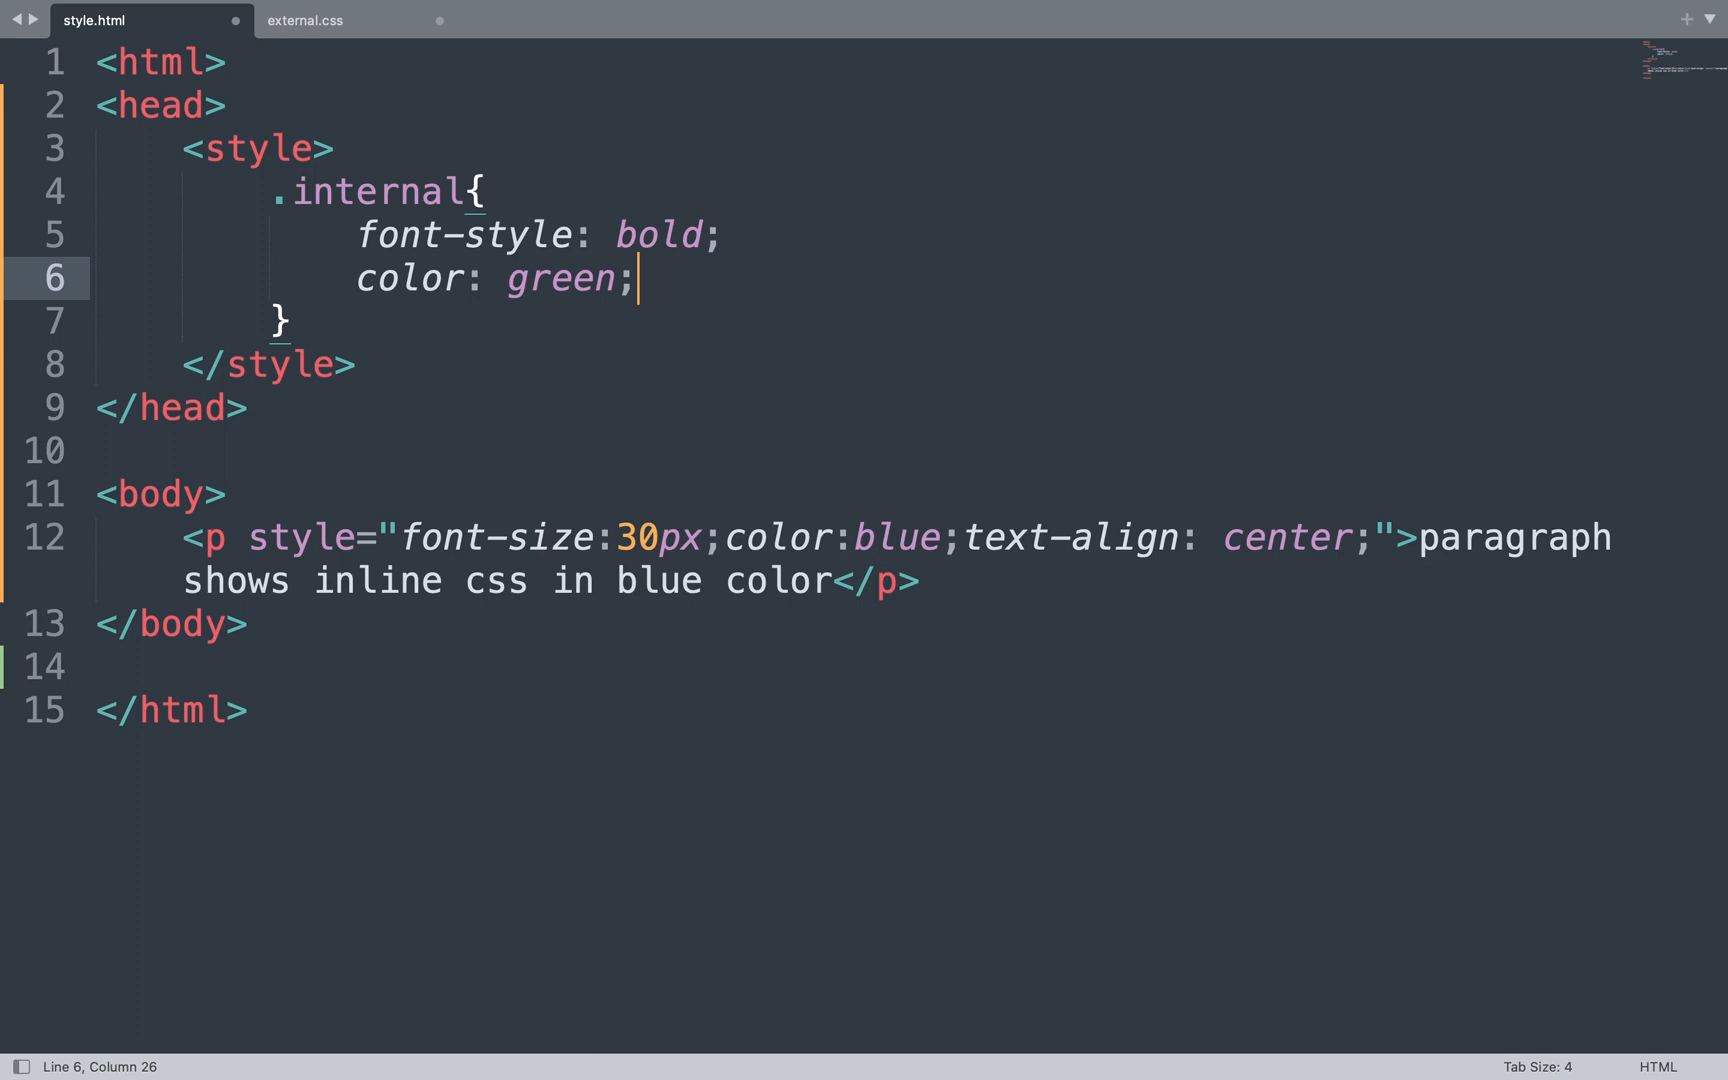 style.html
external.css
1 <html>
2 <head>
3 <style>
4 .internal{
5 font-style: bold;
6 color: green;
7 }
8 </style>
9 </head>
10
11 <body>
12 <p style="font-size:30px;color:blue;text-align: center;">paragraph
shows inline css in blue color</p>
13 </body>
14
15 </html>
Line 6, Column 26
Tab Size: 4
HTML